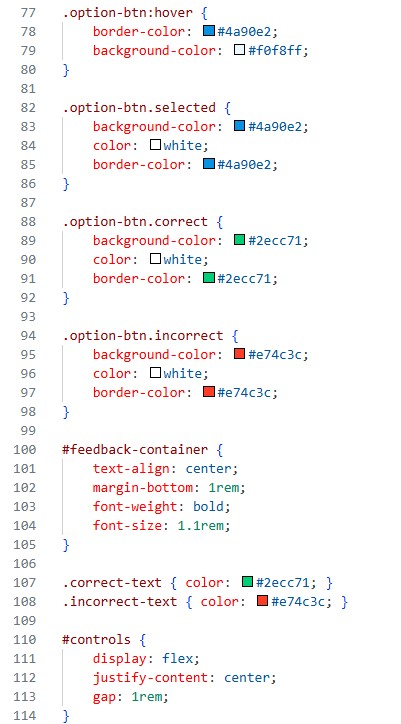 77 .option-btn:hover {
78 border-color: #4a90e2;
79 background-color: #f0f8ff;
80 }
81
82 .option-btn.selected {
83 background-color: #4a90e2;
84 color: white;
85 border-color: #4a90e2;
86 }
87
88 .option-btn.correct {
89 background-color: #2ecc71;
90 color: white;
91 border-color: #2ecc71;
92 }
93
94 .option-btn.incorrect {
95 background-color: #e74c3c;
96 color: white;
97 border-color: #e74c3c;
98 }
99
100 #feedback-container {
101 text-align: center;
102 margin-bottom: 1rem;
103 font-weight: bold;
104 font-size: 1.1rem;
105 }
106
107 .correct-text { color: #2ecc71; }
108 .incorrect-text { color: #e74c3c; }
109
110 #controls {
111 display: flex;
112 justify-content: center;
113 gap: 1rem;
114 }